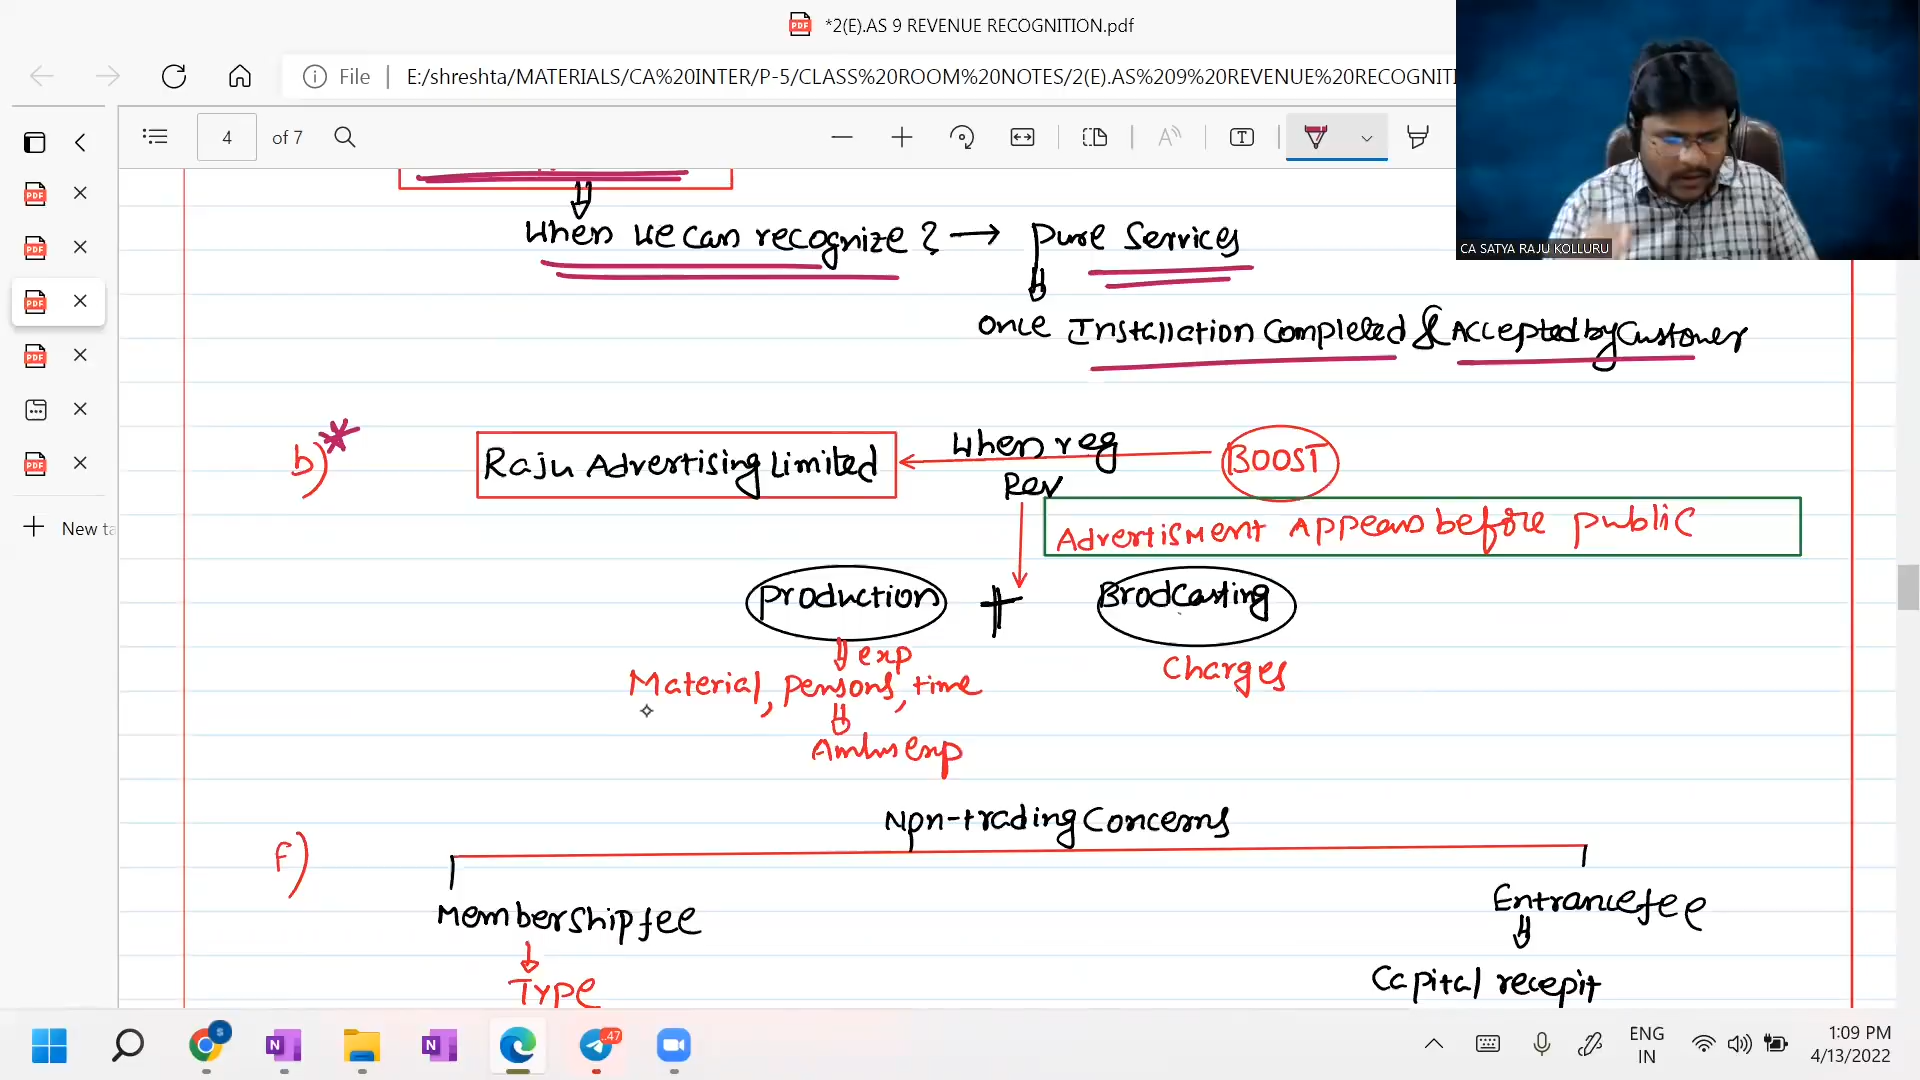 *2(E).AS 9 REVENUE RECOGNITION.pdf
File
E:/shreshta/MATERIALS/CA%20INTER/P-5/CLASS%20ROOM%20NOTES/2(E).AS%209%20REVENUE%20RECOGNITI
4 of 7
CA SATYA RAJU KOLLURU
When we can recognize? → pure Services
Once Installation Completed & Accepted by Customer
b)*
Raju Advertising Limited
When reg
Rev
BOOST
Advertisment Appears before public
production + Brodcasting
exp
Charges
Material, persons, time
exp
New ta
Non-trading Concerns
F)
Membership fee
Entrance fee
Type
Capital recepit
N
N
.47
ENG
IN
1:09 PM
4/13/2022